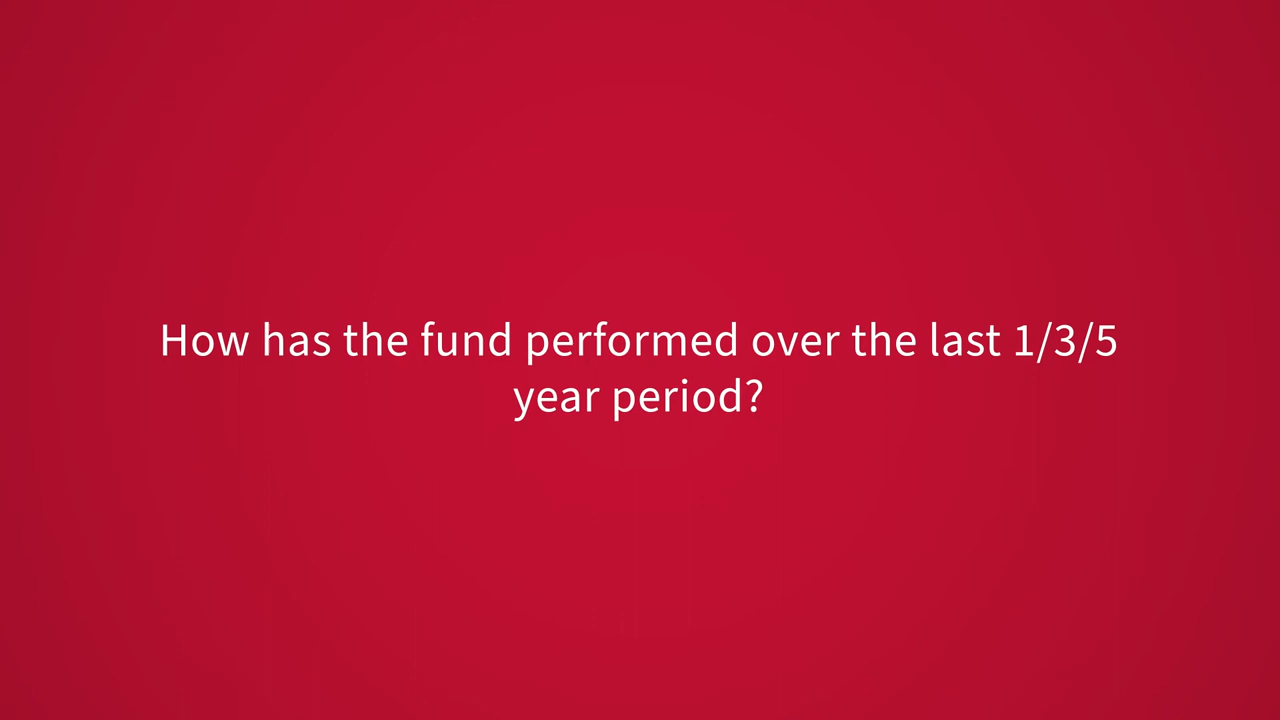 How has the fund performed over the last 1/3/5
year period?